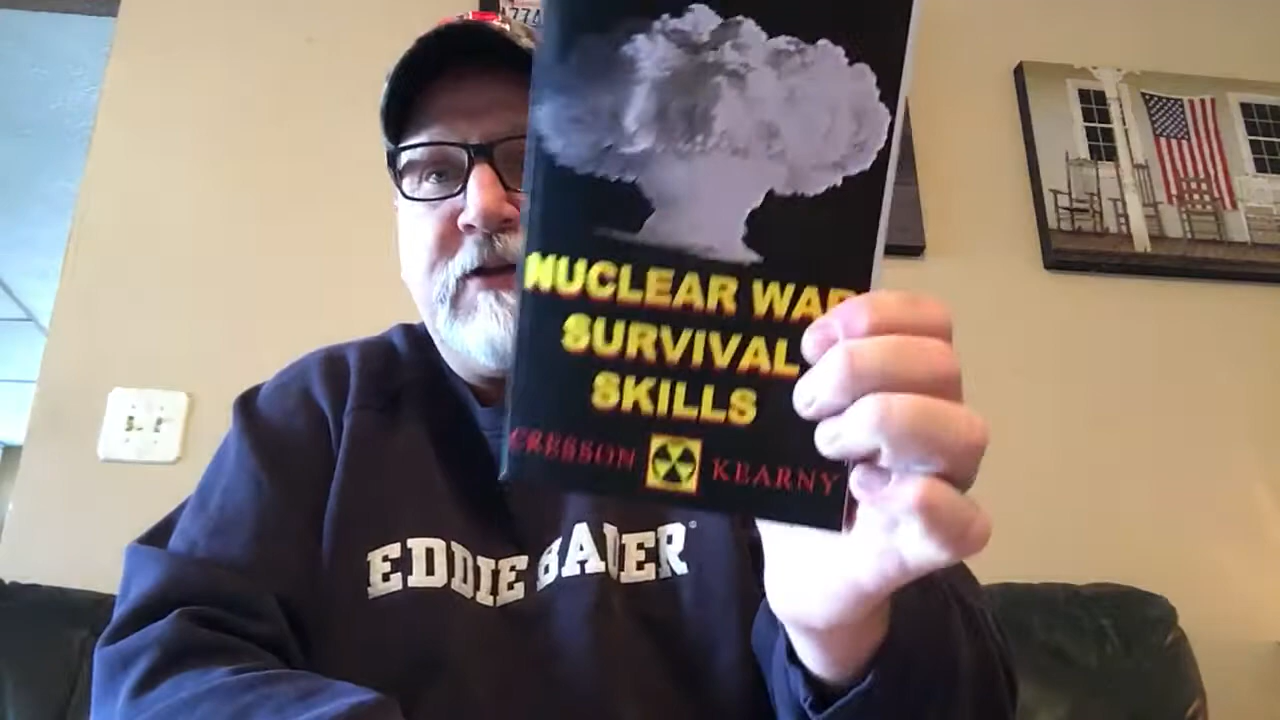 NUCLEAR WAR
SURVIVAL
SKILLS
CRESSON KEARNY
EDDIE BAUER®